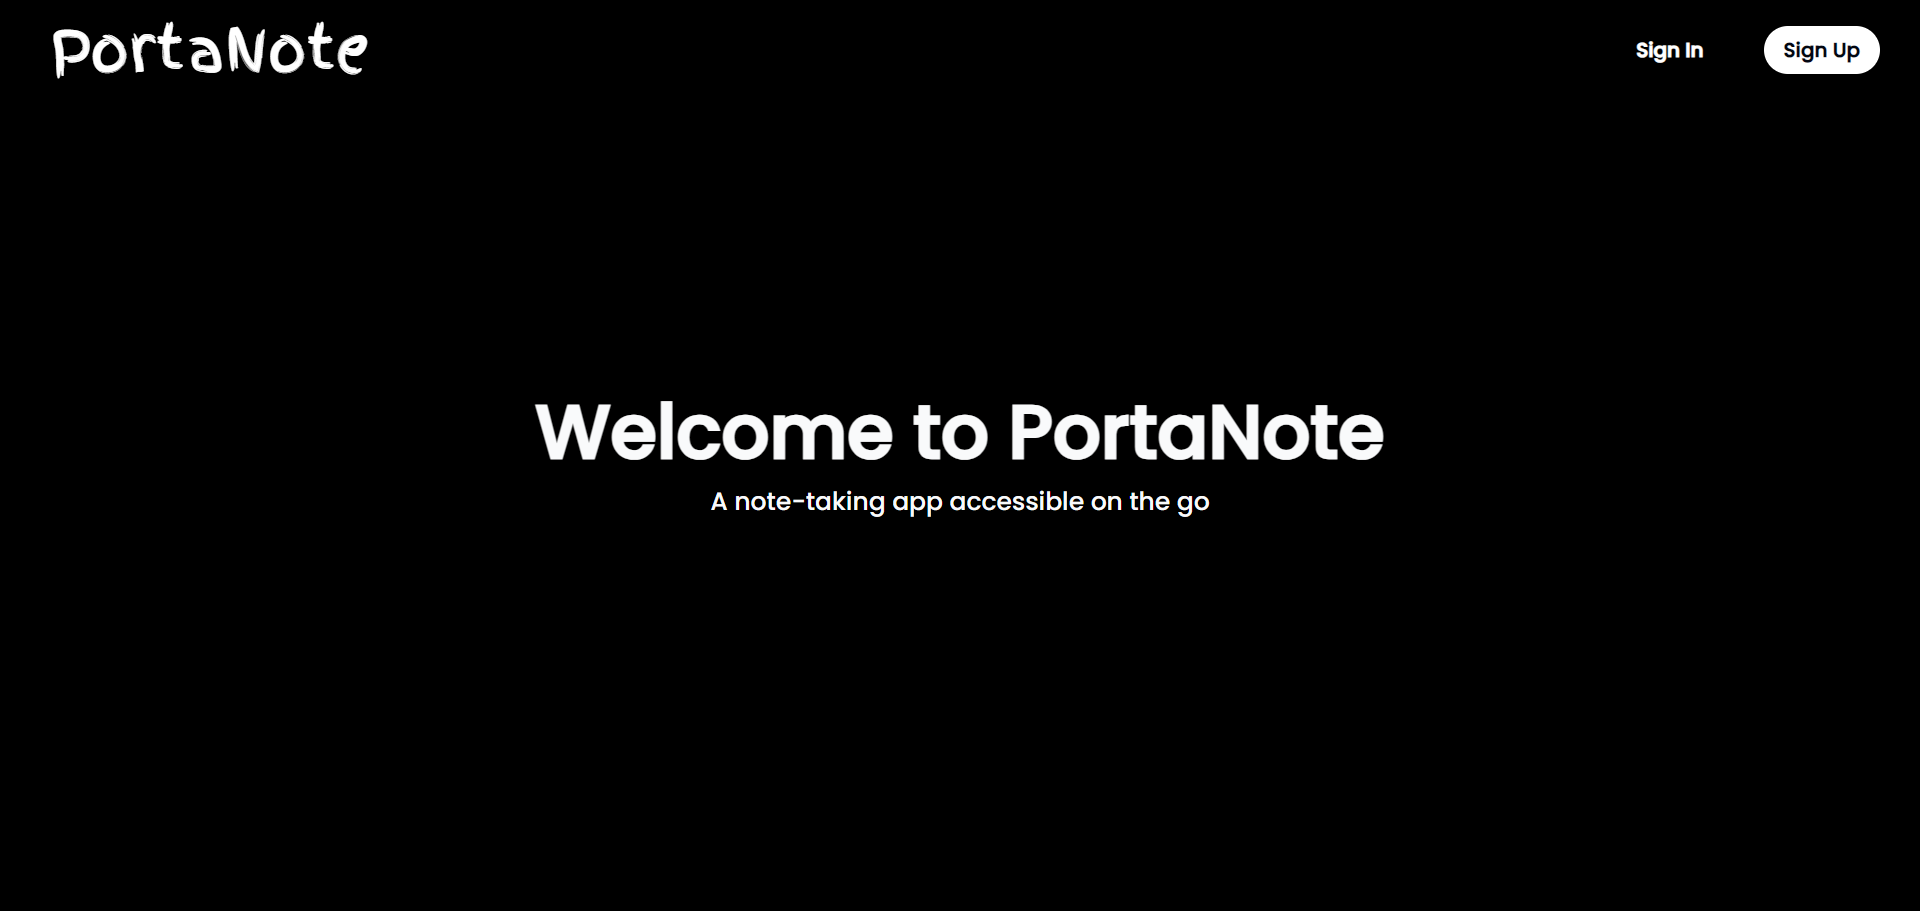 PortaNote
Sign In
Sign Up
Welcome to PortaNote
A note-taking app accessible on the go